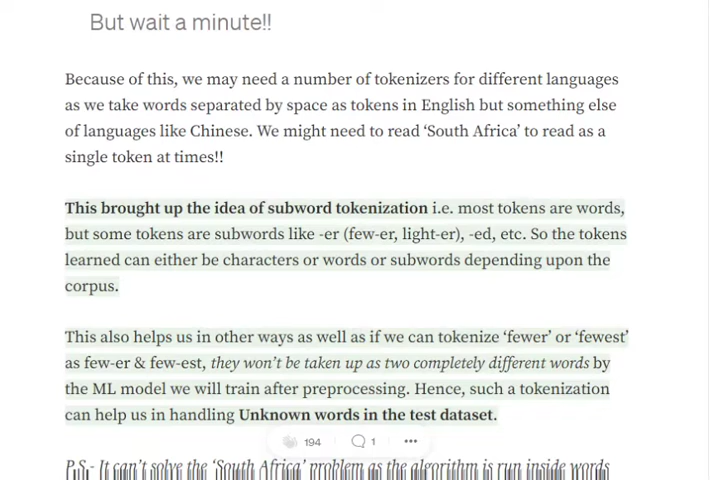 But wait a minute!!
Because of this, we may need a number of tokenizers for different languages
as we take words separated by space as tokens in English but something else
of languages like Chinese. We might need to read ‘South Africa’ to read as a
single token at times!!
This brought up the idea of subword tokenization i.e. most tokens are words,
but some tokens are subwords like -er (few-er, light-er), -ed, etc. So the tokens
learned can either be characters or words or subwords depending upon the
corpus.
This also helps us in other ways as well as if we can tokenize ‘fewer’ or ‘fewest’
as few-er & few-est, they won’t be taken up as two completely different words by
the ML model we will train after preprocessing. Hence, such a tokenization
can help us in handling Unknown words in the test dataset.
194 1
P.S.- It can’t solve the ‘South Africa’ problem as the algorithm is run inside words